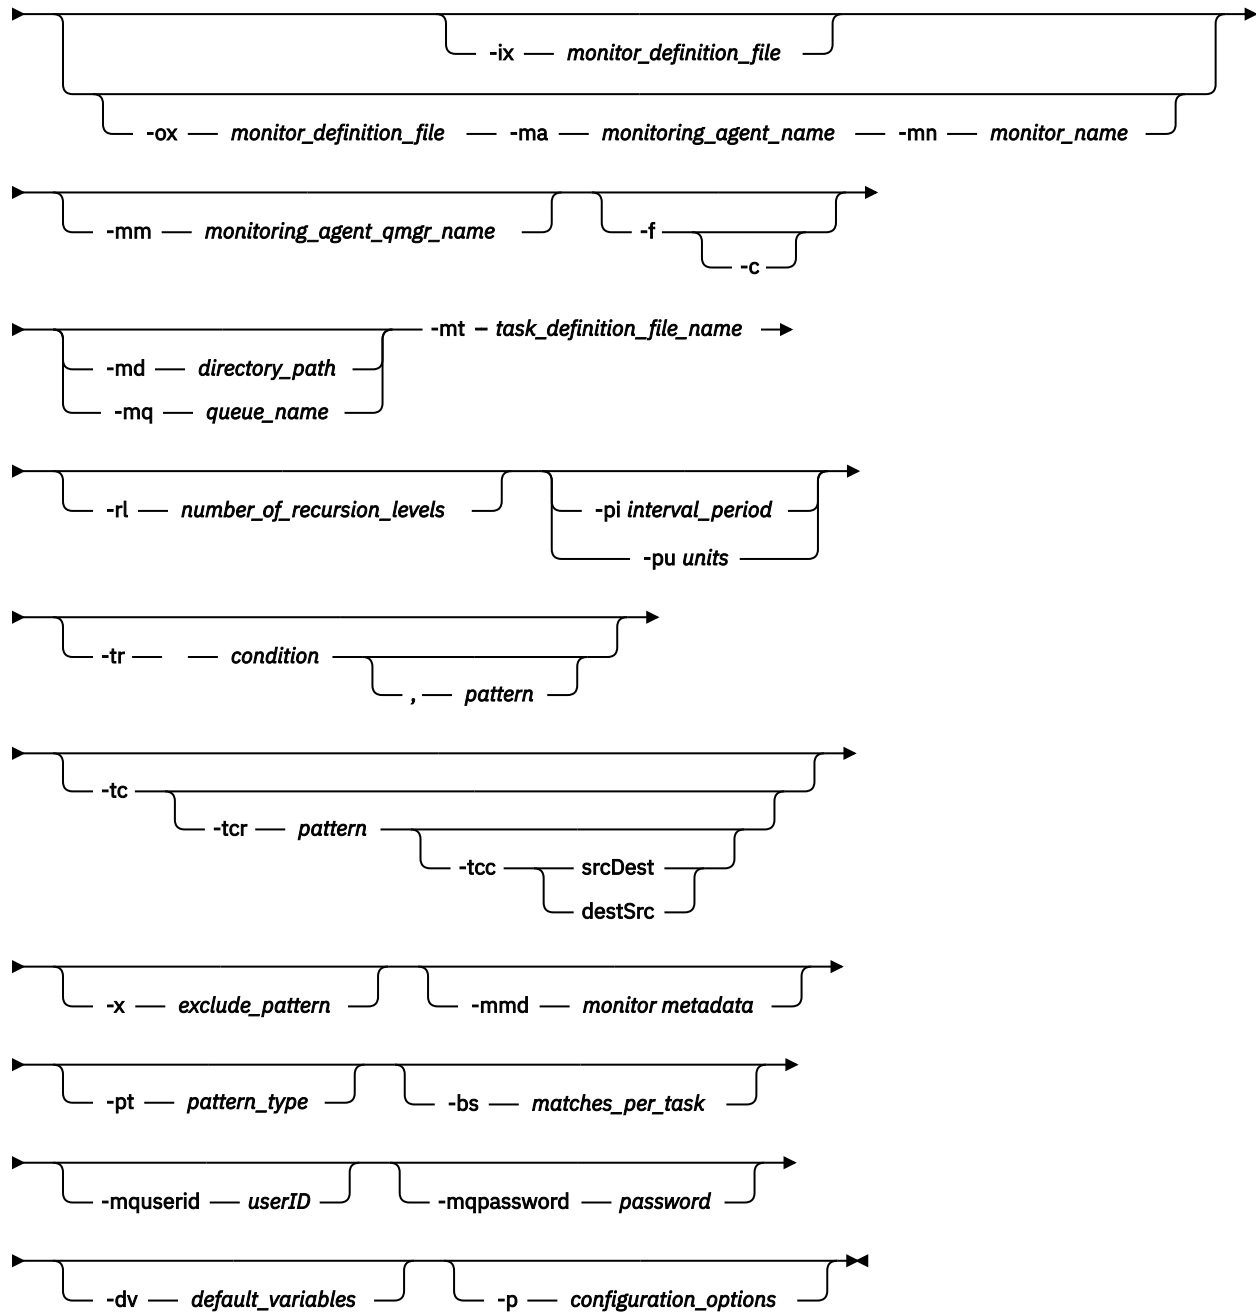 -ix monitor_definition_file
-ox monitor_definition_file -ma monitoring_agent_name -mn monitor_name
-mm monitoring_agent_qmgr_name -f
-c
-mt – task_definition_file_name
-md directory_path
-mq queue_name
-rl number_of_recursion_levels -pi interval_period
-pu units
-tr condition
, pattern
-tc
-tcr pattern
-tcc srcDest
destSrc
-x exclude_pattern -mmd monitor metadata
-pt pattern_type -bs matches_per_task
-mquserid userID -mqpassword password
-dv default_variables -p configuration_options